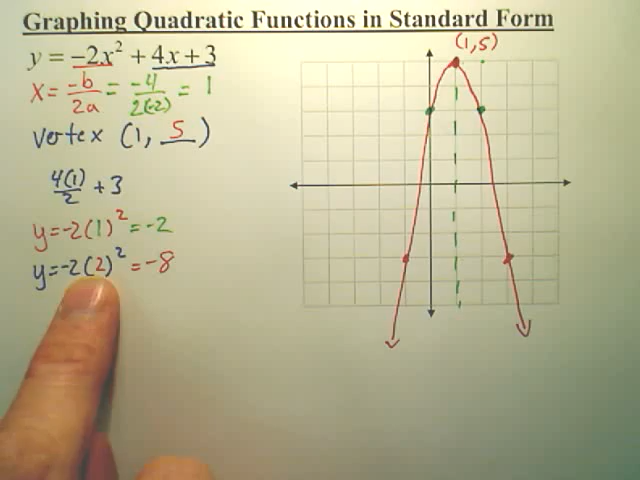 Graphing Quadratic Functions in Standard Form
y = -2x² + 4x + 3
x = -b/2a = -4/2(-2) = 1
vertex (1, 5)
4(1)/2 + 3
y = -2(1)² = -2
y = -2(2)² = -8
(1,5)